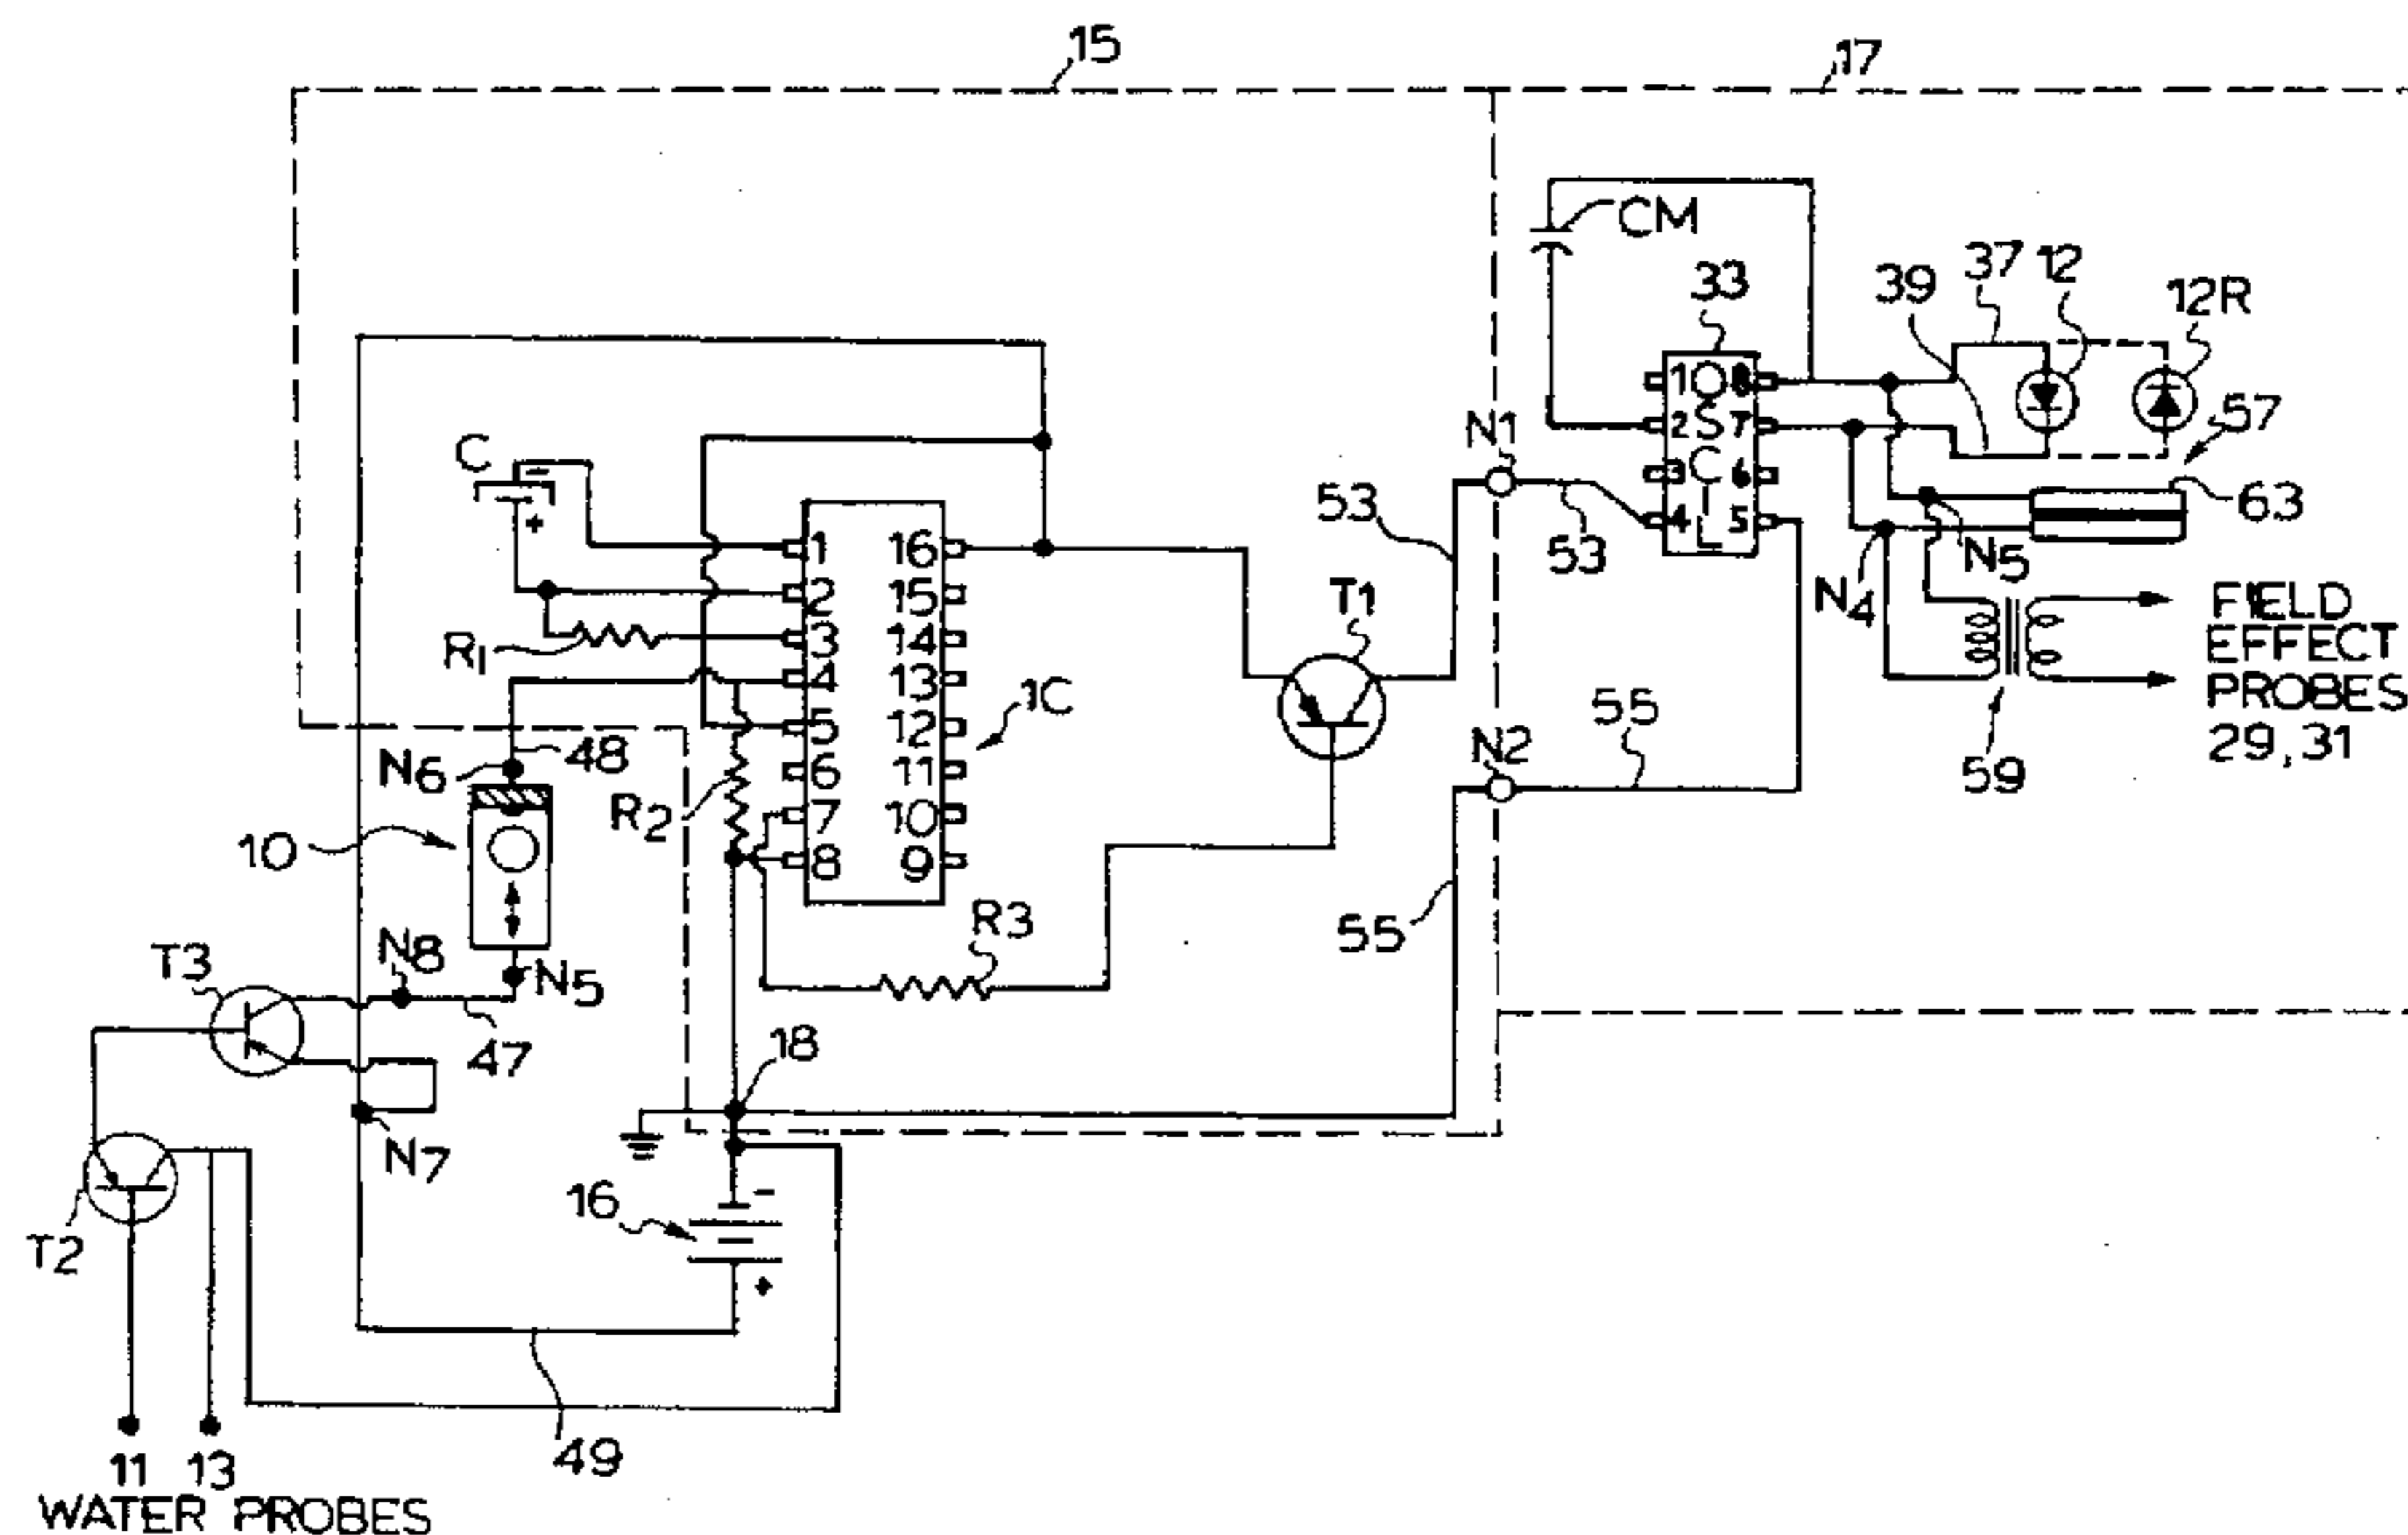 15
17
CM
33
39
37
12
12R
57
63
C
-
+
N1
53
53
1 O 8
2 S 7
3 C 6
4 I 5
L
1 16
2 15
3 14
4 13
5 12
6 11
7 10
8 9
R1
T1
N5
N4
FIELD
EFFECT
PROBES
29, 31
59
1C
N6
48
R2
N2
55
55
10
R3
T3
N8
N5
47
18
N7
T2
16
-
+
49
11 13
WATER PROBES